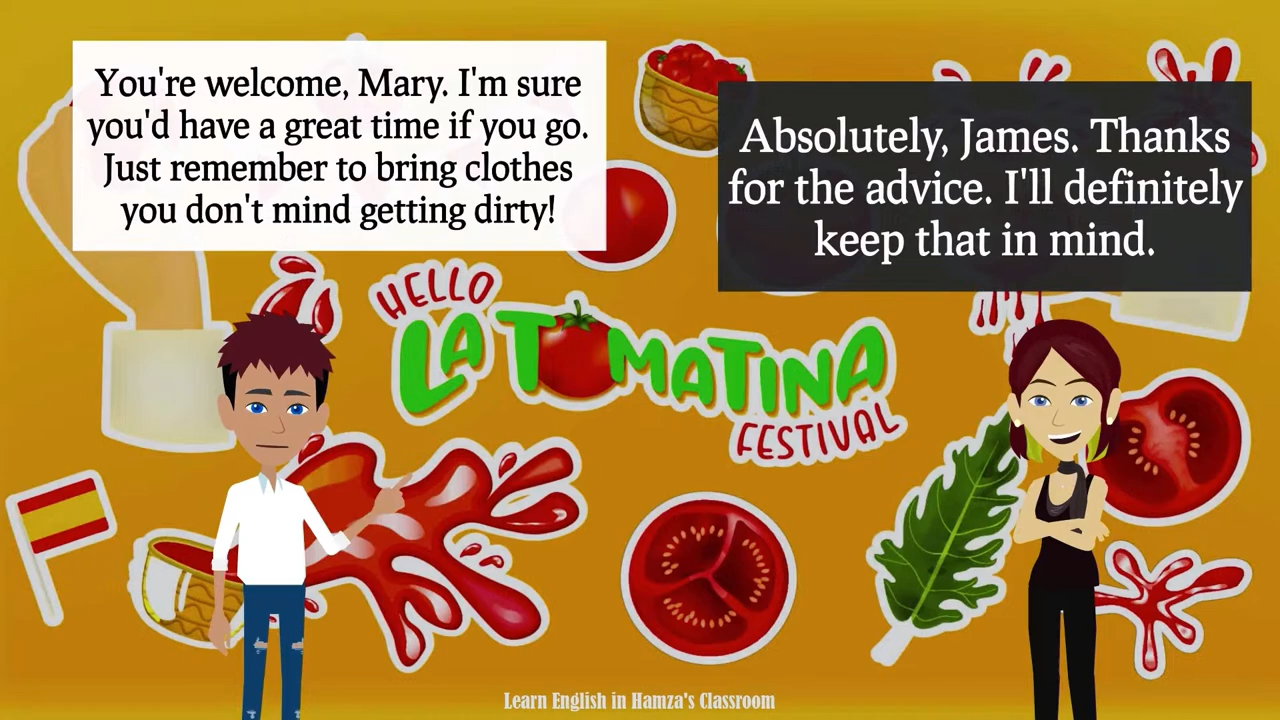 You're welcome, Mary. I'm sure
you'd have a great time if you go.
Just remember to bring clothes
you don't mind getting dirty!
Absolutely, James. Thanks
for the advice. I'll definitely
keep that in mind.
HELLO
LA TOMATINA
FESTIVAL
Learn English in Hamza's Classroom